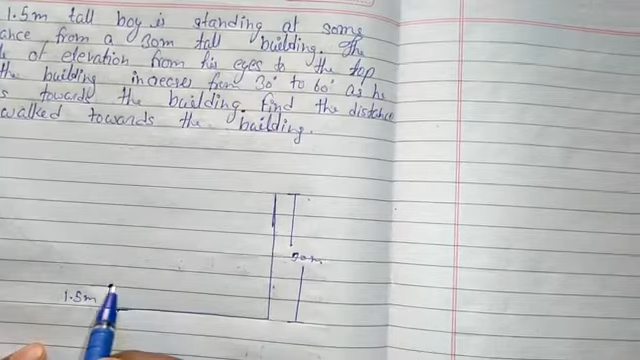 1.5m tall boy is standing at some
ance from a 30m tall building. The
le of elevation from his eyes to the top
the building increases from 30° to 60° as he
s towards the building. Find the distance
walked towards the building.
30m
1.5m